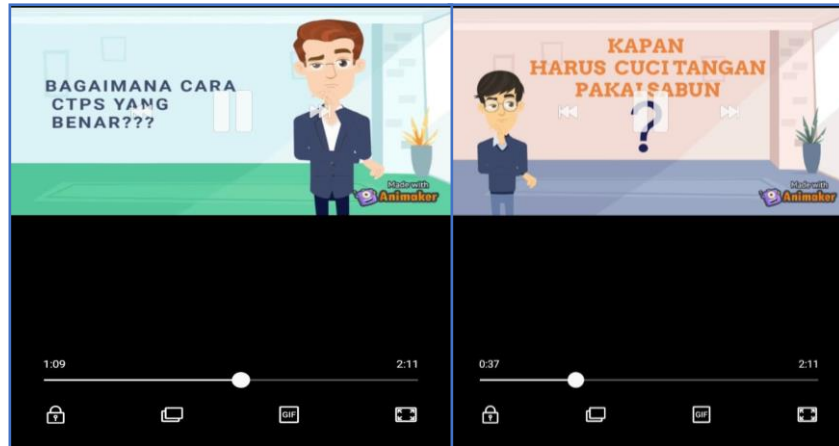 BAGAIMANA CARA
CTPS YANG
BENAR???
Made with
Animaker
1:09
2:11
GIF
KAPAN
HARUS CUCI TANGAN
PAKAI SABUN
?
Made with
Animaker
0:37
2:11
GIF